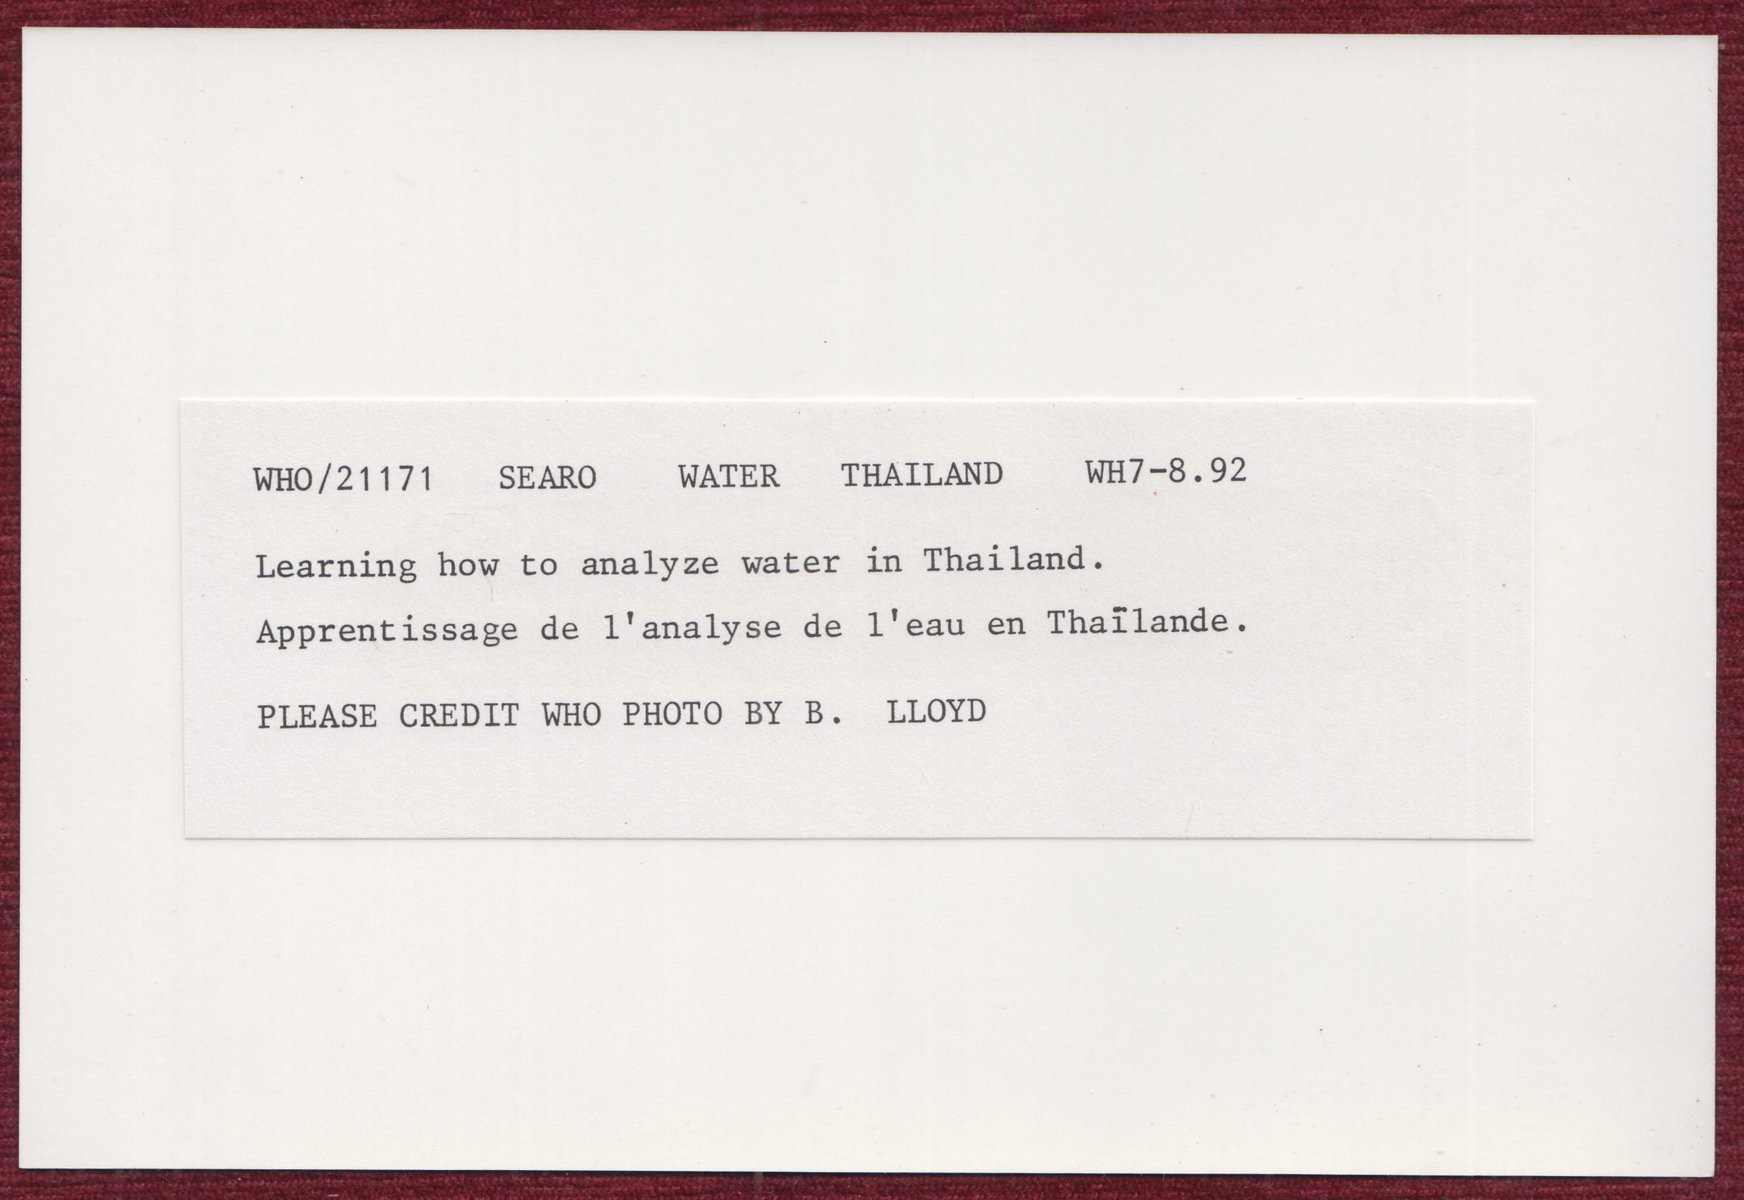 WHO/21171 SEARO WATER THAILAND WH7-8.92
Learning how to analyze water in Thailand.
Apprentissage de l'analyse de l'eau en Thaïlande.
PLEASE CREDIT WHO PHOTO BY B. LLOYD